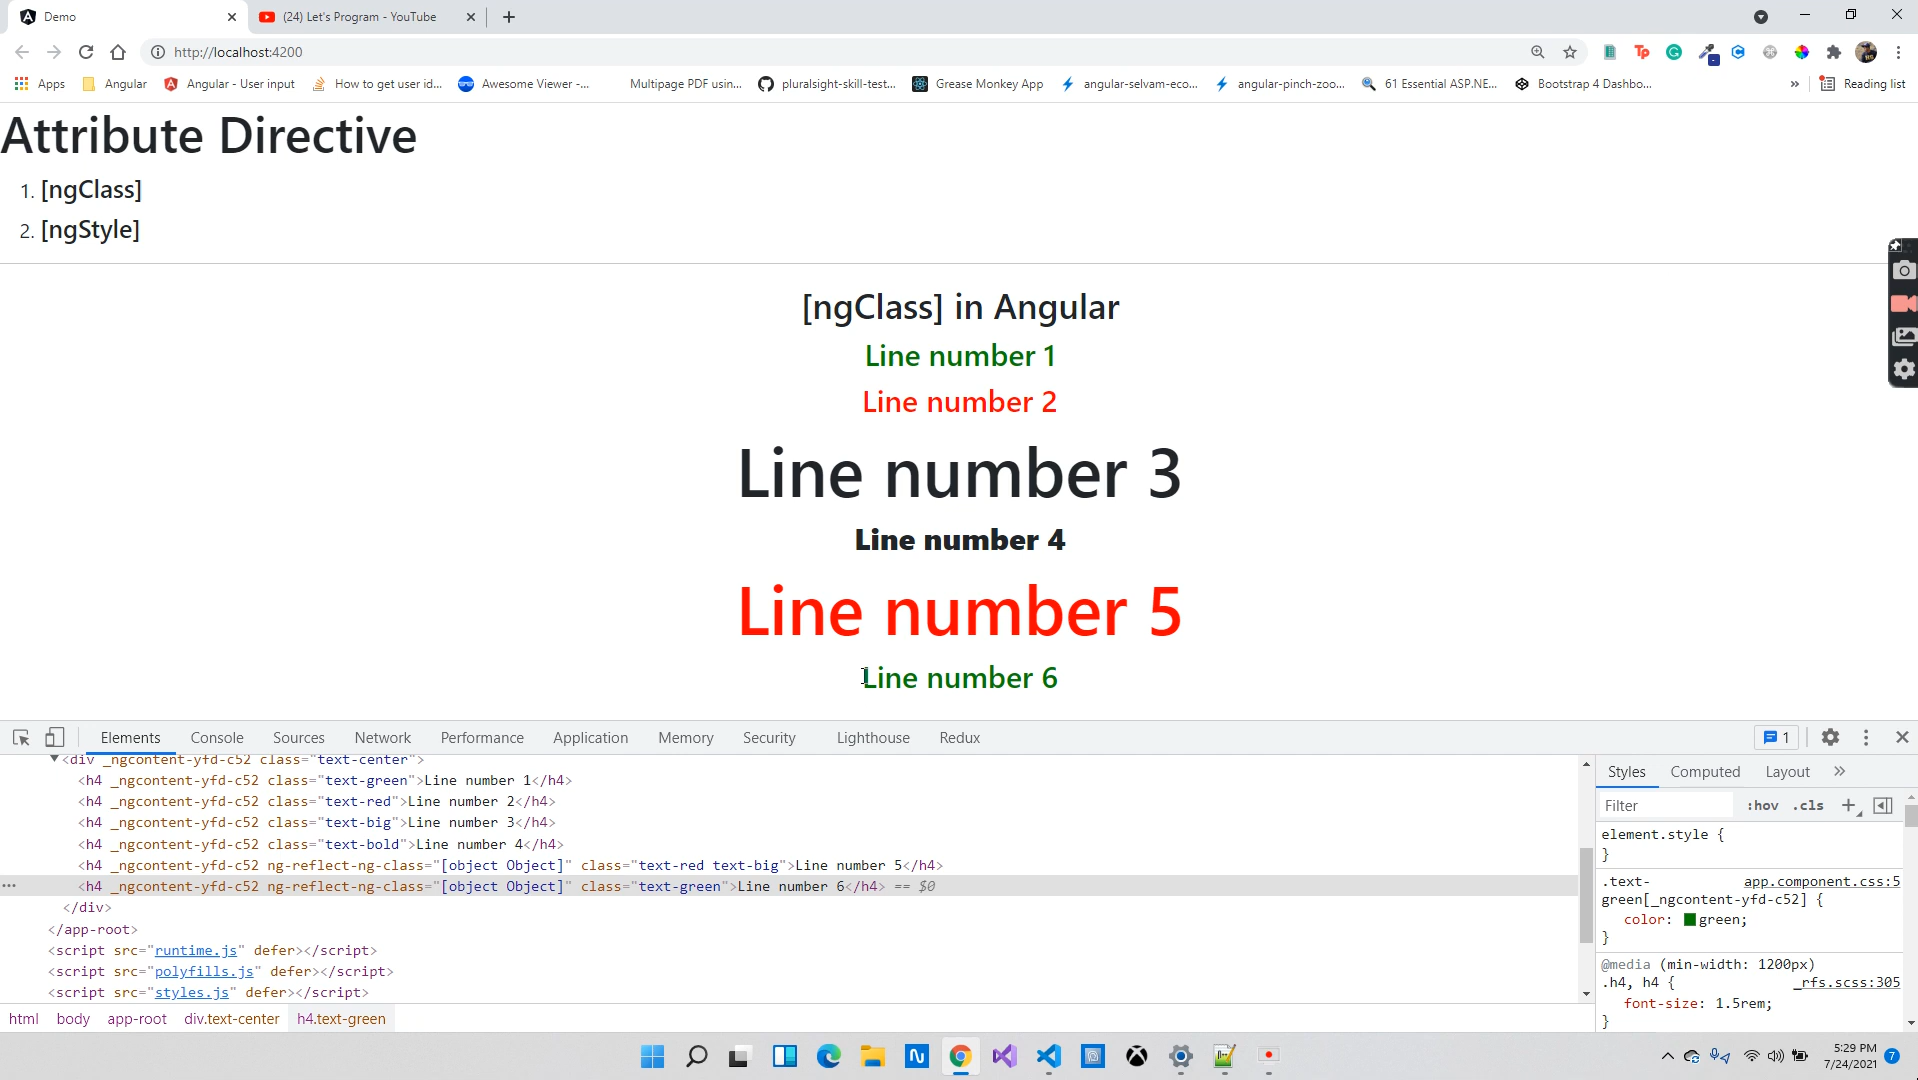 Demo
(24) Let's Program - YouTube
http://localhost:4200
Apps
Angular
Angular - User input
How to get user id...
Awesome Viewer -...
Multipage PDF usin...
pluralsight-skill-test...
Grease Monkey App
angular-selvam-eco...
angular-pinch-zoo...
61 Essential ASP.NE...
Bootstrap 4 Dashbo...
»
Reading list
Attribute Directive
1. [ngClass]
2. [ngStyle]
[ngClass] in Angular
Line number 1
Line number 2
Line number 3
Line number 4
Line number 5
Line number 6
Elements
Console
Sources
Network
Performance
Application
Memory
Security
Lighthouse
Redux
1
<div _ngcontent-yfd-c52 class="text-center">
<h4 _ngcontent-yfd-c52 class="text-green">Line number 1</h4>
<h4 _ngcontent-yfd-c52 class="text-red">Line number 2</h4>
<h4 _ngcontent-yfd-c52 class="text-big">Line number 3</h4>
<h4 _ngcontent-yfd-c52 class="text-bold">Line number 4</h4>
<h4 _ngcontent-yfd-c52 ng-reflect-ng-class="[object Object]" class="text-red text-big">Line number 5</h4>
... <h4 _ngcontent-yfd-c52 ng-reflect-ng-class="[object Object]" class="text-green">Line number 6</h4> == $0
</div>
</app-root>
<script src="runtime.js" defer></script>
<script src="polyfills.js" defer></script>
<script src="styles.js" defer></script>
html
body
app-root
div.text-center
h4.text-green
Styles
Computed
Layout
»
Filter
:hov
.cls
element.style {
}
.text- app.component.css:5
green[_ngcontent-yfd-c52] {
color: green;
}
@media (min-width: 1200px)
.h4, h4 { _rfs.scss:305
font-size: 1.5rem;
}
5:29 PM
7/24/2021
7